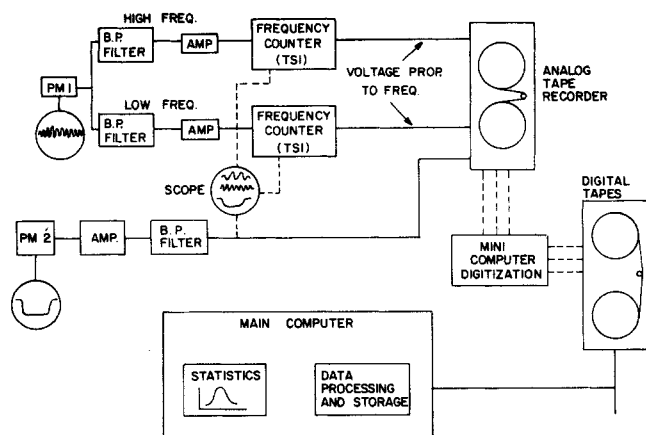 HIGH FREQ.
B.P.
FILTER
AMP
FREQUENCY
COUNTER
(TSI)
PM 1
VOLTAGE PROP.
TO FREQ.
ANALOG
TAPE
RECORDER
LOW FREQ.
B.P.
FILTER
AMP
FREQUENCY
COUNTER
(TSI)
SCOPE
DIGITAL
TAPES
PM 2
AMP.
B.P.
FILTER
MINI
COMPUTER
DIGITIZATION
MAIN COMPUTER
STATISTICS
DATA
PROCESSING
AND STORAGE